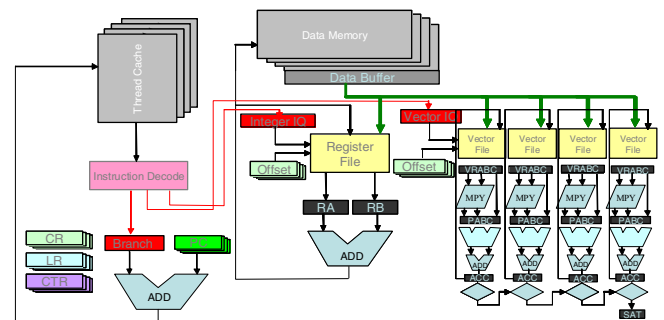 Thread Cache
Data Memory
Data Buffer
Integer IQ
Vector IQ
Instruction Decode
Offset
Register
File
Offset
Vector
File
Vector
File
Vector
File
Vector
File
VRABC
VRABC
VRABC
VRABC
MPY
MPY
MPY
MPY
RA
RB
PABC
PABC
PABC
PABC
CR
LR
CTR
Branch
PC
ADD
ADD
ADD
ADD
ADD
ADD
ACC
ACC
ACC
ACC
SAT